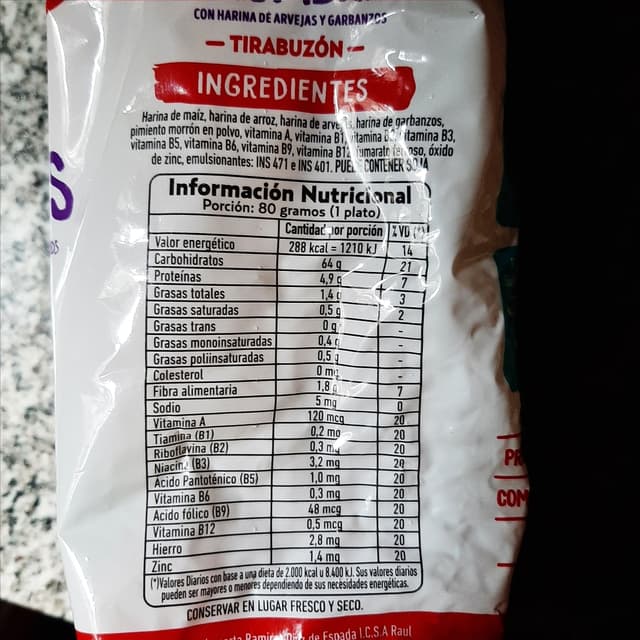 CON HARINA DE ARVEJAS Y GARBANZOS
— TIRABUZÓN —
INGREDIENTES
Harina de maíz, harina de arroz, harina de harina de garbanzos,
pimiento morrón en polvo, vitamina A, vitamina B1, vitamina vitamina B3,
vitamina B5, vitamina B6, vitamina B9, vitamina B12, fumarato ferroso, óxido
de zinc, emulsionantes: INS 471 e INS 401. PUEDE CONTENER SOJA
Información Nutricional
Porción: 80 gramos (1 plato)
Cantidad por porción %VD (*)
Valor energético 288 kcal = 1210 kJ 14
Carbohidratos 64 g 21
Proteínas 4,9 g 7
Grasas totales 1,4 g 3
Grasas saturadas 0,5 g 2
Grasas trans 0 g -
Grasas monoinsaturadas 0,4 g -
Grasas poliinsaturadas 0,5 g -
Colesterol 0 mg -
Fibra alimentaria 1,8 g 7
Sodio 5 mg 0
Vitamina A 120 mcg 20
Tiamina (B1) 0,2 mg 20
Riboflavina (B2) 0,3 mg 20
Niacina (B3) 3,2 mg 20
Acido Pantoténico (B5) 1,0 mg 20
Vitamina B6 0,3 mg 20
Acido fólico (B9) 48 mcg 20
Vitamina B12 0,5 mcg 20
Hierro 2,8 mg 20
Zinc 1,4 mg 20
(*)Valores Diarios con base a una dieta de 2.000 kcal u 8.400 kJ. Sus valores diarios
pueden ser mayores o menores dependiendo de sus necesidades energéticas.
CONSERVAR EN LUGAR FRESCO Y SECO.
de Espada I.C.S.A Raul